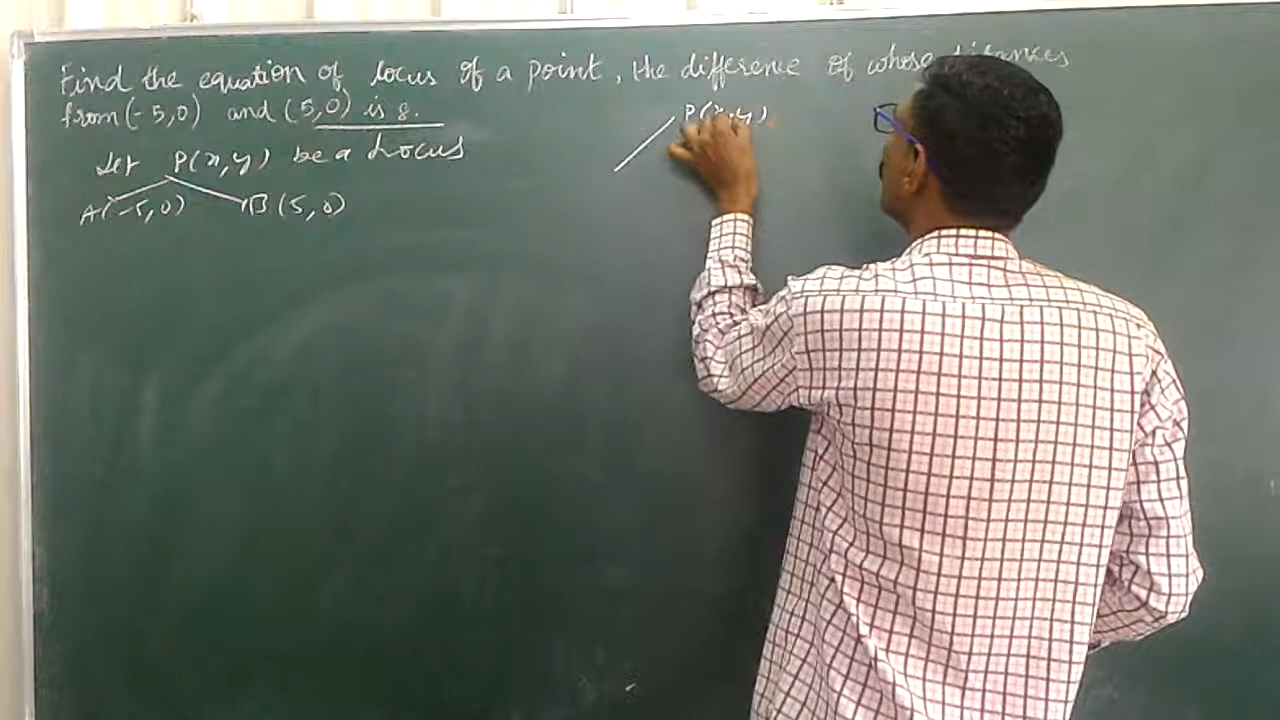 Find the equation of locus of a point, the difference of whose distances
from (-5,0) and (5,0) is 8.
Let P(x,y) be a Locus
A(-5,0) B(5,0)
P(x,y)